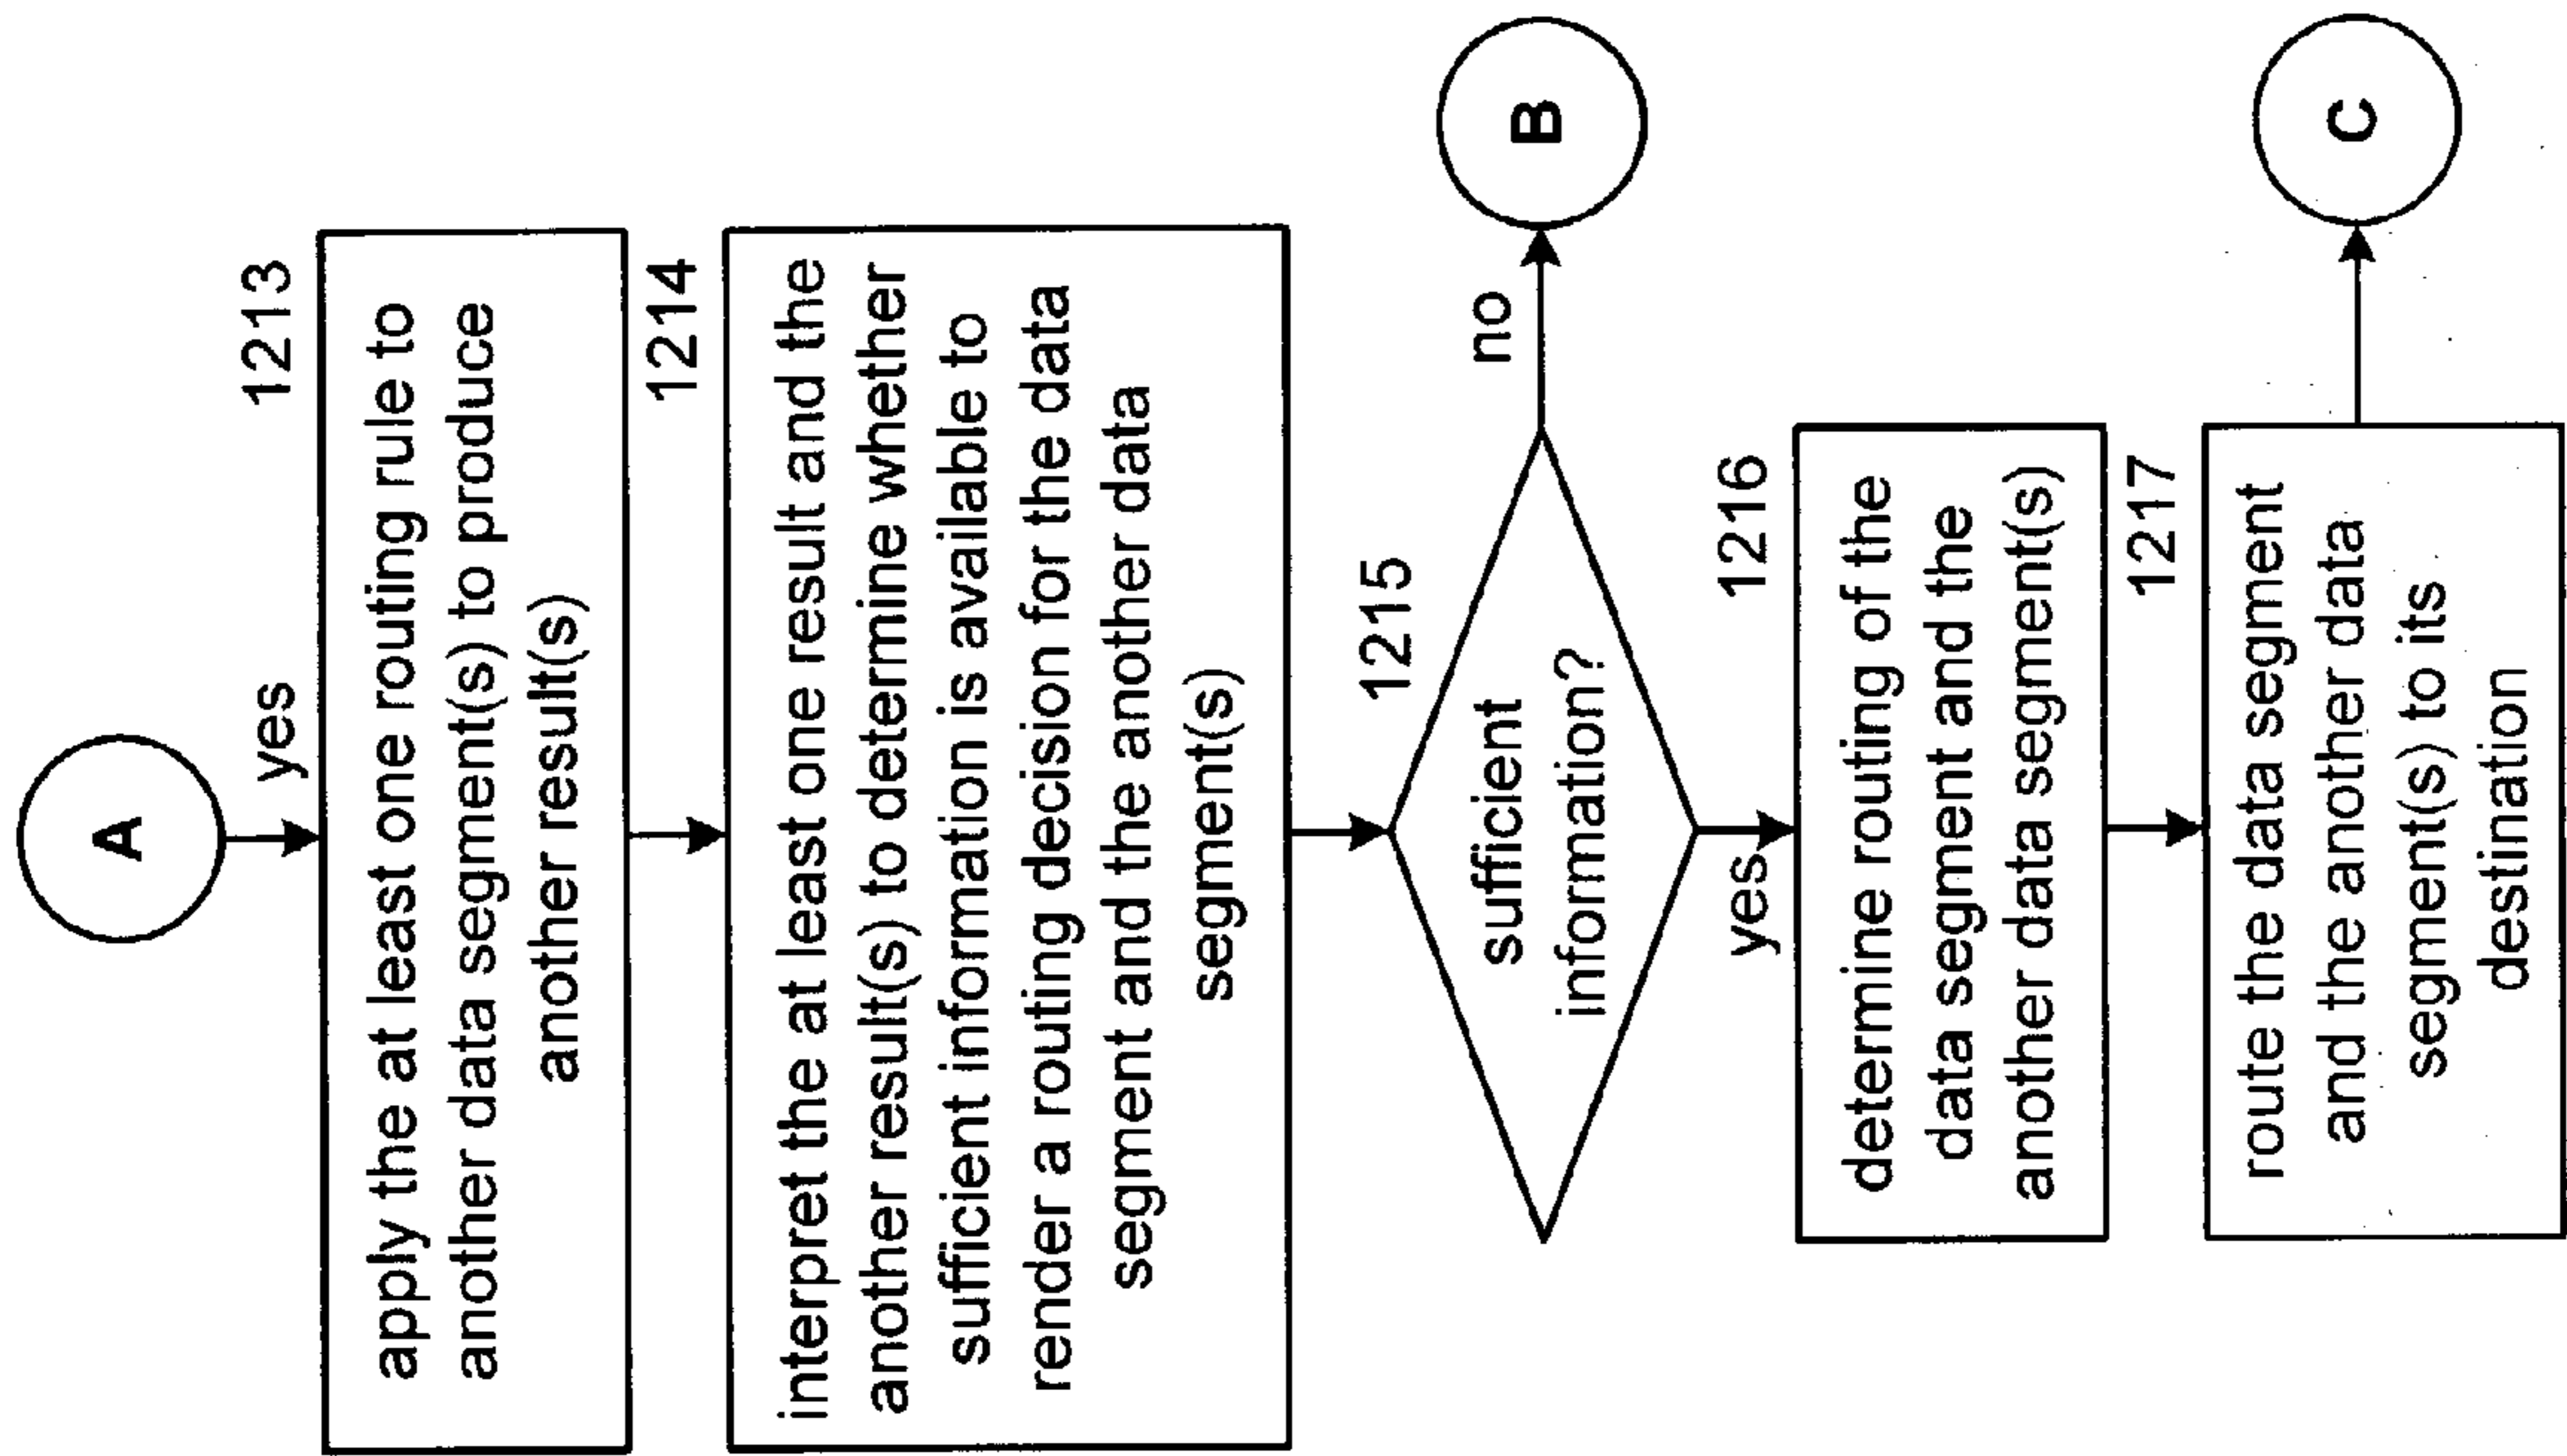 A
yes
1213
apply the at least one routing rule to
another data segment(s) to produce
another result(s)
1214
interpret the at least one result and the
another result(s) to determine whether
sufficient information is available to
render a routing decision for the data
segment and the another data
segment(s)
1215
sufficient
information?
no
B
yes
1216
determine routing of the
data segment and the
another data segment(s)
1217
route the data segment
and the another data
segment(s) to its
destination
C